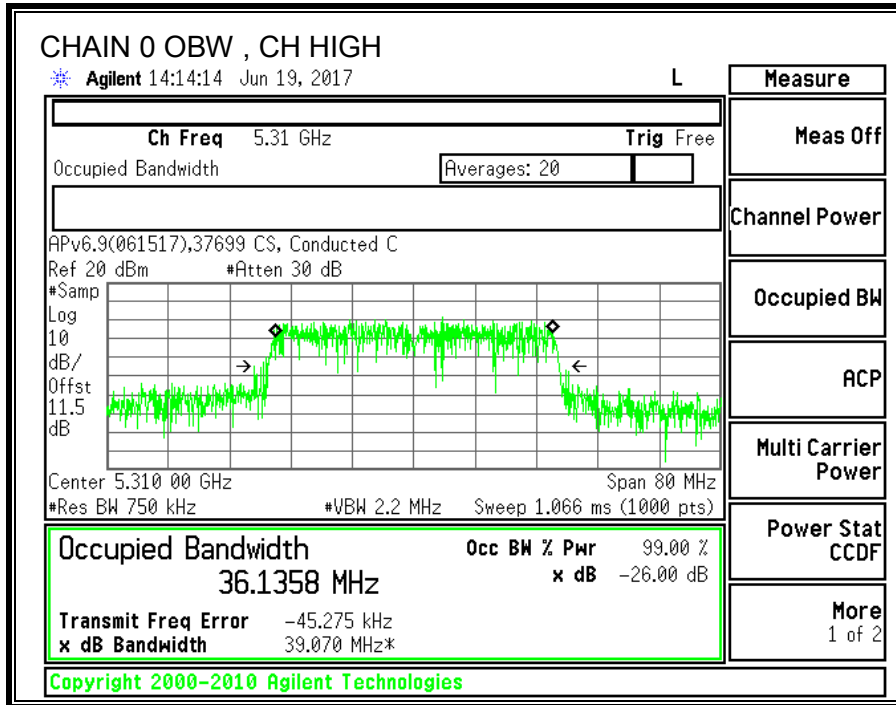 CHAIN 0 OBW , CH HIGH
Agilent 14:14:14 Jun 19, 2017 L
Measure
Ch Freq 5.31 GHz Trig Free
Occupied Bandwidth Averages: 20
APv6.9(061517),37699 CS, Conducted C
Ref 20 dBm #Atten 30 dB
#Samp
Log
10
dB/
Offst
11.5
dB
Center 5.310 00 GHz Span 80 MHz
#Res BW 750 kHz #VBW 2.2 MHz Sweep 1.066 ms (1000 pts)
Occupied Bandwidth Occ BW % Pwr 99.00 %
36.1358 MHz x dB -26.00 dB
Transmit Freq Error -45.275 kHz
x dB Bandwidth 39.070 MHz*
Meas Off
Channel Power
Occupied BW
ACP
Multi Carrier
Power
Power Stat
CCDF
More
1 of 2
Copyright 2000-2010 Agilent Technologies